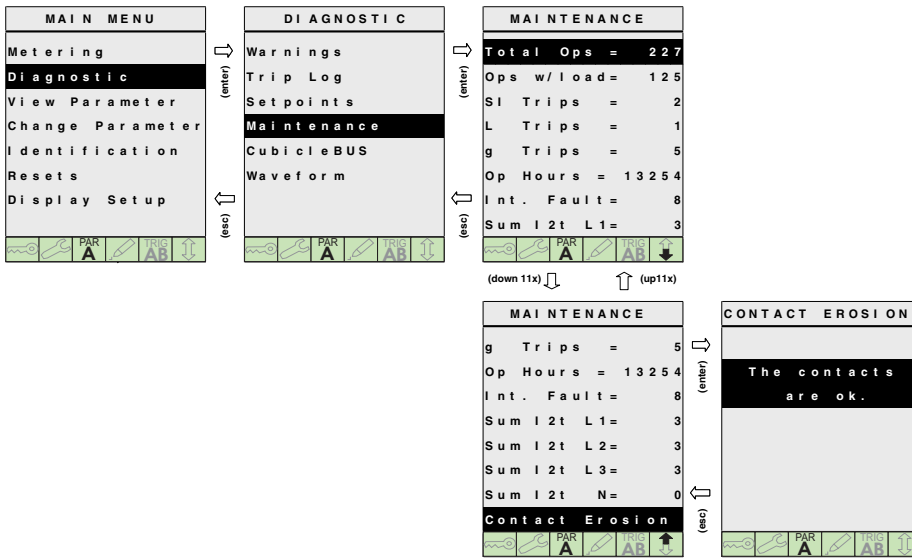 MAIN MENU
Metering
Diagnostic
View Parameter
Change Parameter
Identification
Resets
Display Setup
PAR
A
TRIG
AB
(enter)
(esc)
DIAGNOSTIC
Warnings
Trip Log
Setpoints
Maintenance
CubicleBUS
Waveform
PAR
A
TRIG
AB
(enter)
(esc)
MAINTENANCE
Total Ops = 227
Ops w/load= 125
SI Trips = 2
L Trips = 1
g Trips = 5
Op Hours = 13254
Int. Fault= 8
Sum I2t L1= 3
PAR
A
TRIG
AB
(down 11x)
(up11x)
MAINTENANCE
g Trips = 5
Op Hours = 13254
Int. Fault= 8
Sum I2t L1= 3
Sum I2t L2= 3
Sum I2t L3= 3
Sum I2t N= 0
Contact Erosion
PAR
A
TRIG
AB
(enter)
(esc)
CONTACT EROSION
The contacts
are ok.
PAR
A
TRIG
AB